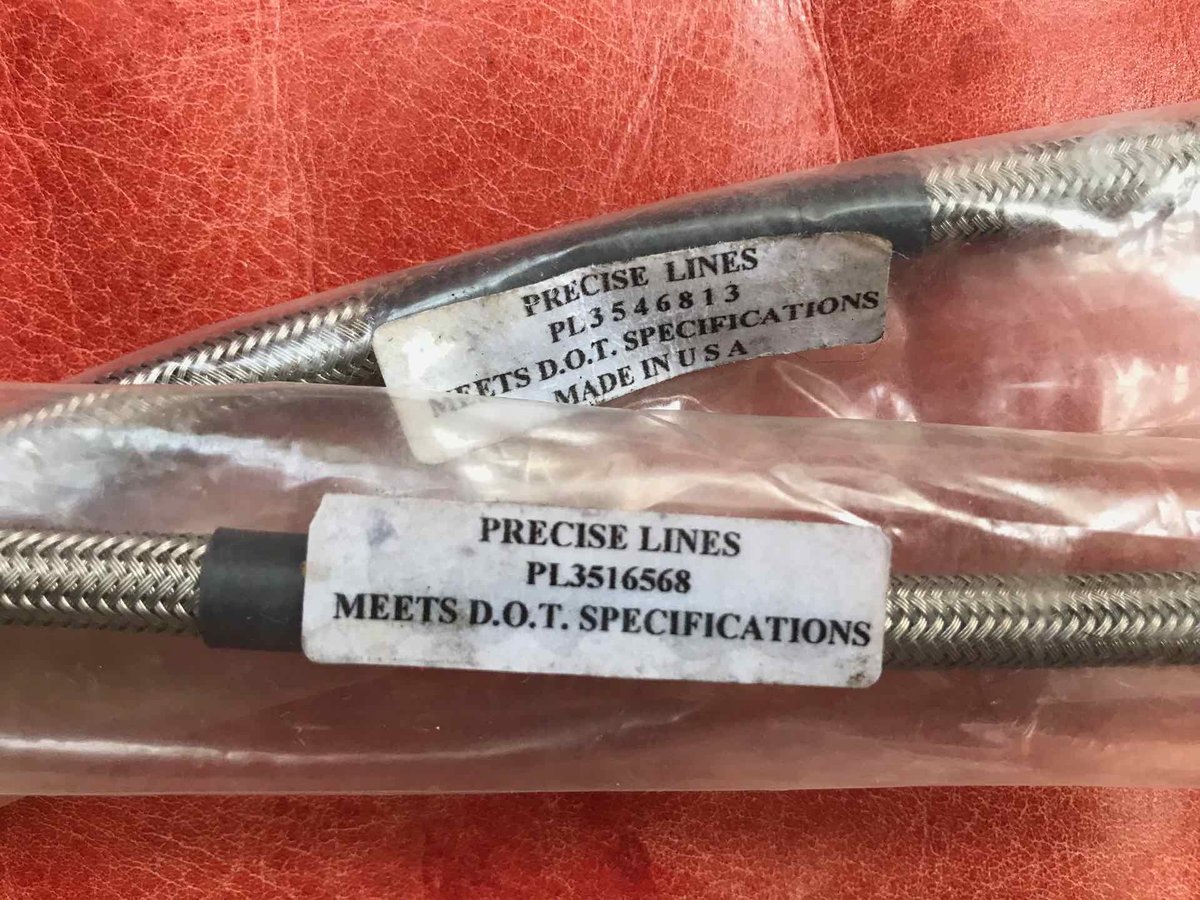 PRECISE LINES
PL3546813
MEETS D.O.T. SPECIFICATIONS
MADE IN USA
PRECISE LINES
PL3516568
MEETS D.O.T. SPECIFICATIONS